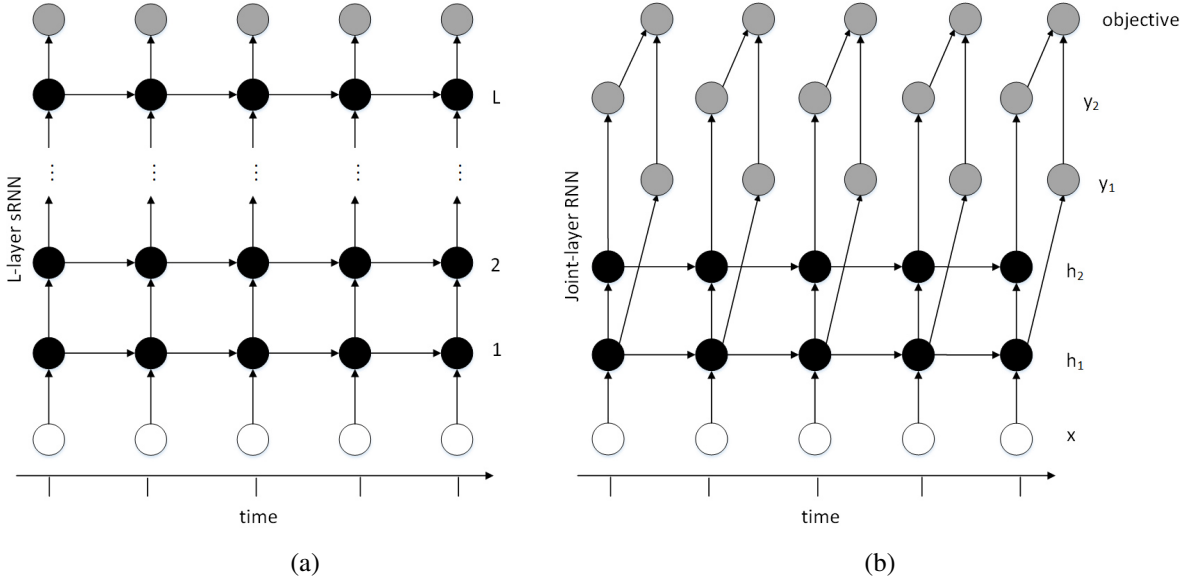 L-layer sRNN
L
⋮ ⋮ ⋮ ⋮ ⋮
2
1
time
(a)
Joint-layer RNN
objective
y₂
y₁
h₂
h₁
x
time
(b)